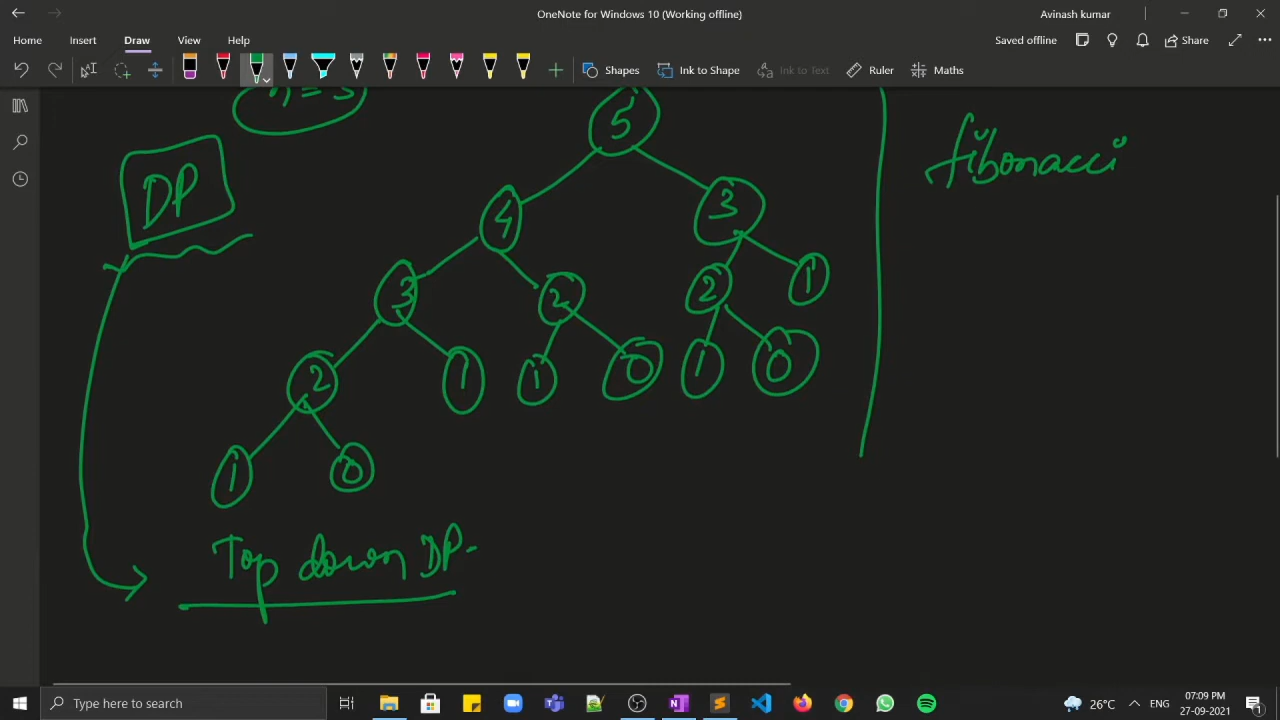 OneNote for Windows 10 (Working offline)
Avinash kumar
Home Insert Draw View Help
Saved offline
Share
Shapes
Ink to Shape
Ink to Text
Ruler
Maths
n = 5
DP
fibonacci
5
4 3
3 2 2 1
2 1 1 0 1 0
1 0
Top down DP
Type here to search
26°C
ENG
07:09 PM
27-09-2021
1